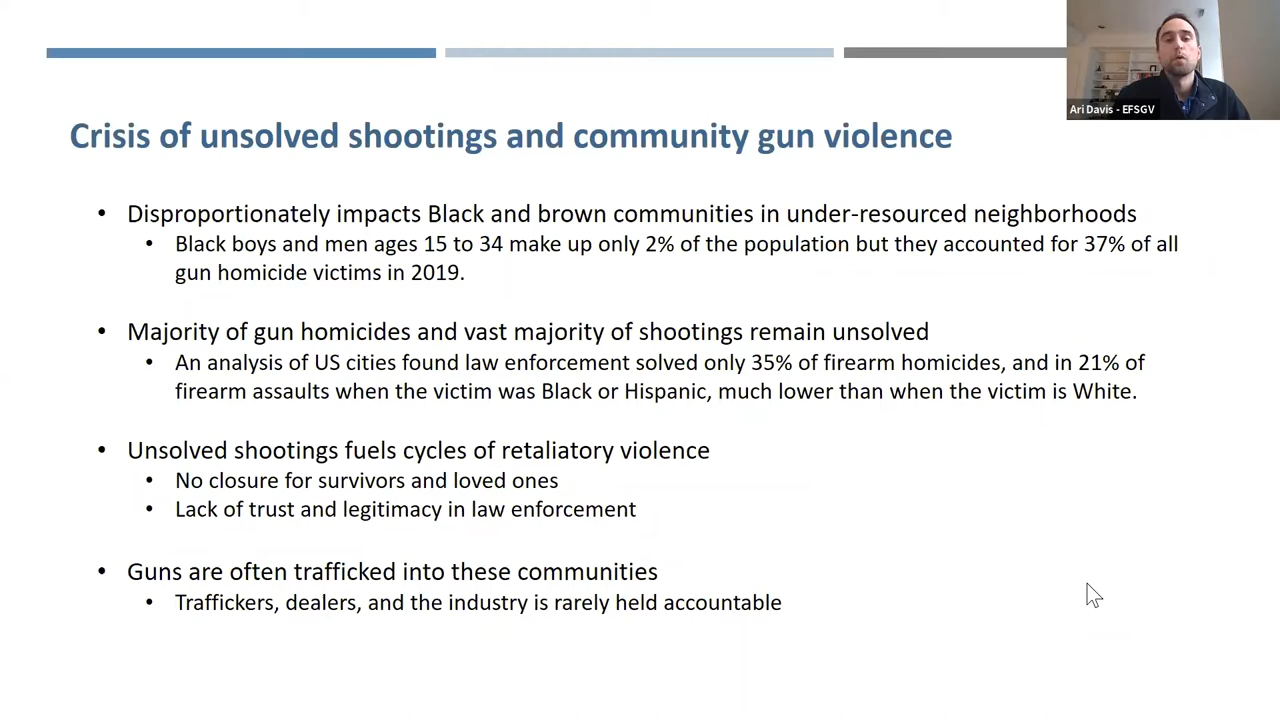 Ari Davis - EFSGV
Crisis of unsolved shootings and community gun violence
• Disproportionately impacts Black and brown communities in under-resourced neighborhoods
• Black boys and men ages 15 to 34 make up only 2% of the population but they accounted for 37% of all
gun homicide victims in 2019.
• Majority of gun homicides and vast majority of shootings remain unsolved
• An analysis of US cities found law enforcement solved only 35% of firearm homicides, and in 21% of
firearm assaults when the victim was Black or Hispanic, much lower than when the victim is White.
• Unsolved shootings fuels cycles of retaliatory violence
• No closure for survivors and loved ones
• Lack of trust and legitimacy in law enforcement
• Guns are often trafficked into these communities
• Traffickers, dealers, and the industry is rarely held accountable